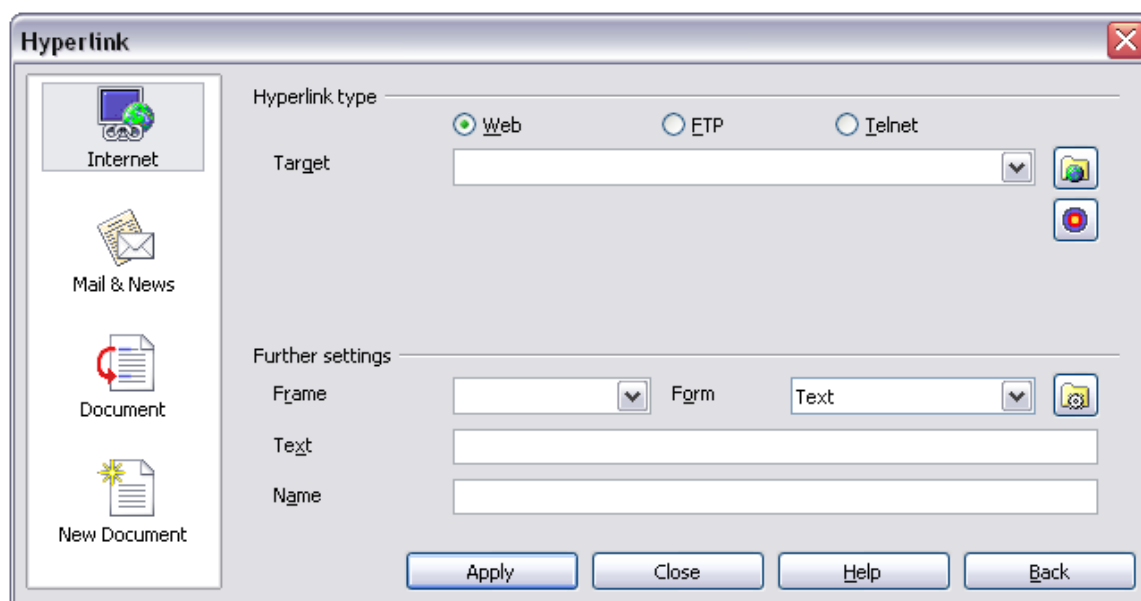 Hyperlink
Internet
Mail & News
Document
New Document
Hyperlink type
Web FTP Telnet
Target
Further settings
Frame Form Text
Text
Name
Apply Close Help Back